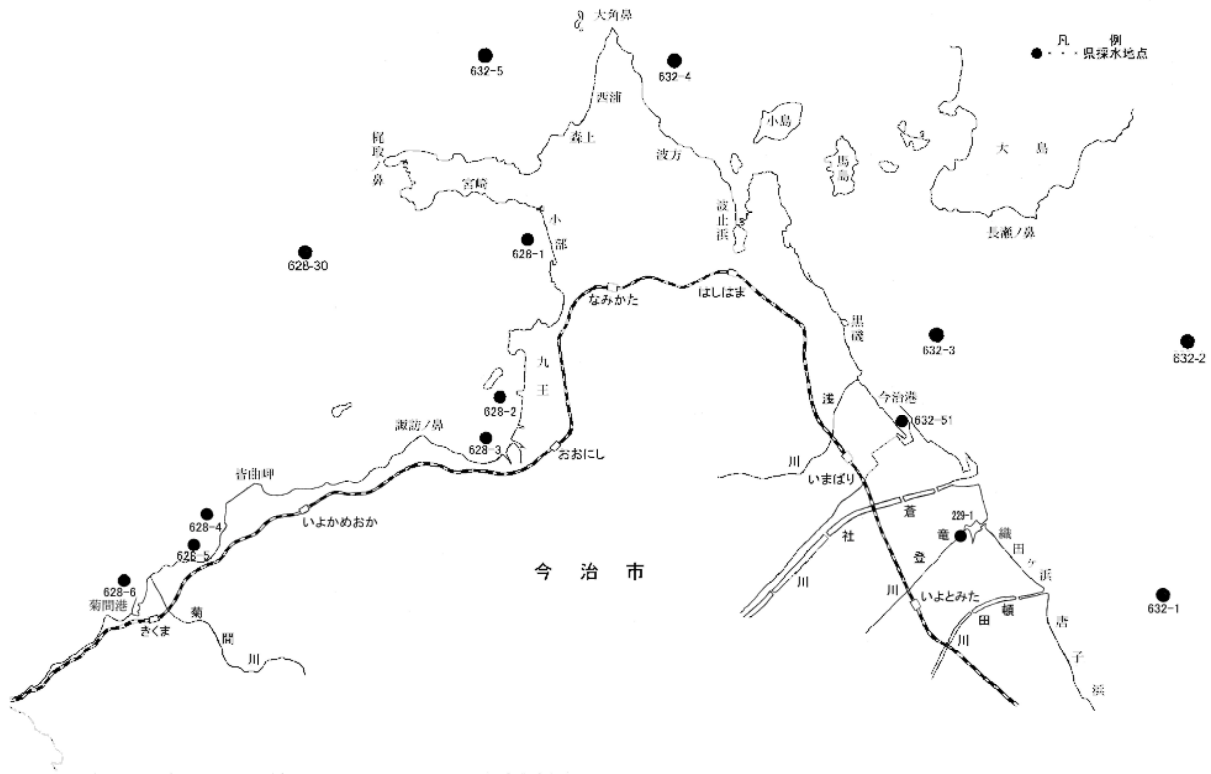 大角鼻
凡例
●・・・県採水地点
632-5
632-4
西浦
小島
森上
波方
馬島
大島
梶取ノ鼻
宮崎
小部
波止浜
長瀬ノ鼻
628-1
628-30
なみかた
はしはま
黒磯
632-3
632-2
九王
628-2
浅川
今治港
632-51
諏訪ノ鼻
628-3
おおにし
いまばり
皆曲岬
628-4
いよかめおか
蒼社川
229-1
竜登川
織田ヶ浜
628-5
今治市
628-6
菊間港
きくま
菊間川
いよとみた
頓田川
632-1
唐子浜